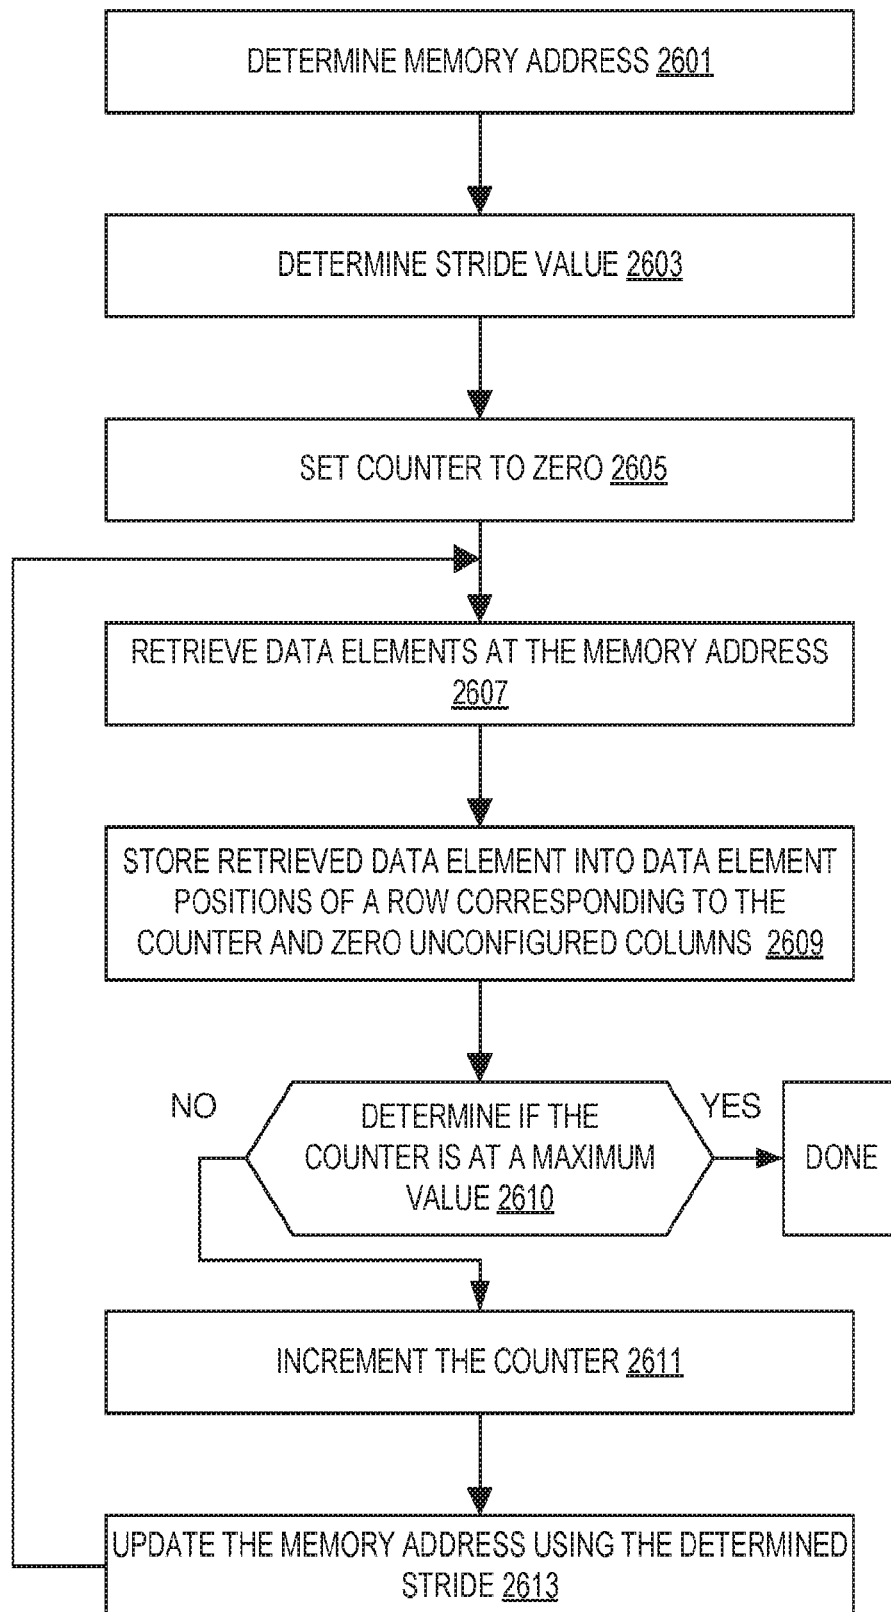 DETERMINE MEMORY ADDRESS 2601
DETERMINE STRIDE VALUE 2603
SET COUNTER TO ZERO 2605
RETRIEVE DATA ELEMENTS AT THE MEMORY ADDRESS
2607
STORE RETRIEVED DATA ELEMENT INTO DATA ELEMENT
POSITIONS OF A ROW CORRESPONDING TO THE
COUNTER AND ZERO UNCONFIGURED COLUMNS 2609
NO
DETERMINE IF THE
COUNTER IS AT A MAXIMUM
VALUE 2610
YES
DONE
INCREMENT THE COUNTER 2611
UPDATE THE MEMORY ADDRESS USING THE DETERMINED
STRIDE 2613